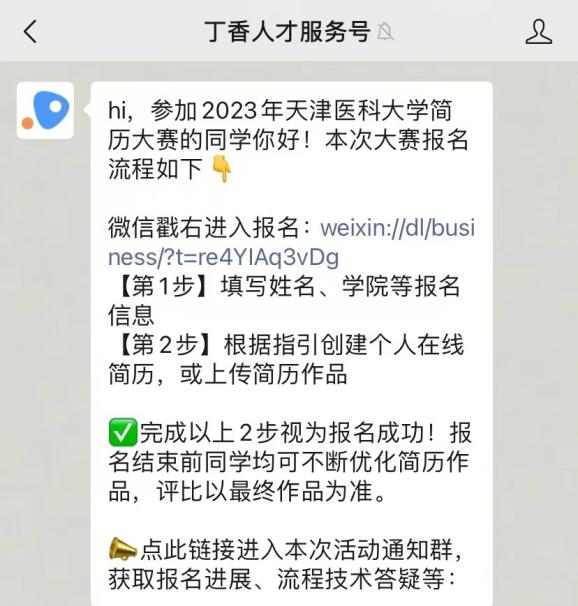 丁香人才服务号
hi，参加2023年天津医科大学简
历大赛的同学你好！本次大赛报名
流程如下👇
微信戳右进入报名：weixin://dl/busi
ness/?t=re4YlAq3vDg
【第1步】填写姓名、学院等报名
信息
【第2步】根据指引创建个人在线
简历，或上传简历作品
✅完成以上2步视为报名成功！报
名结束前同学均可不断优化简历作
品，评比以最终作品为准。
📣点此链接进入本次活动通知群，
获取报名进展、流程技术答疑等：